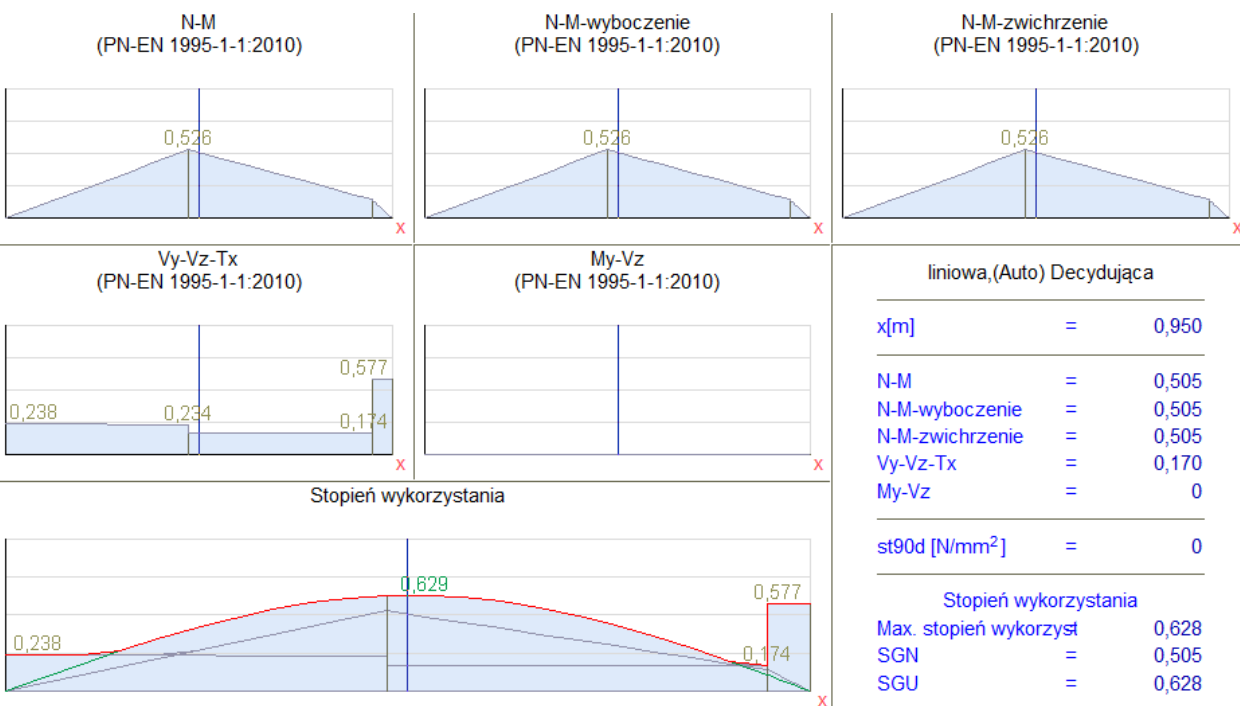 N-M
(PN-EN 1995-1-1:2010)
0,526
x
N-M-wyboczenie
(PN-EN 1995-1-1:2010)
0,526
x
N-M-zwichrzenie
(PN-EN 1995-1-1:2010)
0,526
x
Vy-Vz-Tx
(PN-EN 1995-1-1:2010)
0,577
0,238
0,234
0,174
x
My-Vz
(PN-EN 1995-1-1:2010)
x
Stopień wykorzystania
0,629
0,577
0,238
0,174
x
liniowa,(Auto) Decydująca
x[m] = 0,950
N-M = 0,505
N-M-wyboczenie = 0,505
N-M-zwichrzenie = 0,505
Vy-Vz-Tx = 0,170
My-Vz = 0
st90d [N/mm²] = 0
Stopień wykorzystania
Max. stopień wykorzyst = 0,628
SGN = 0,505
SGU = 0,628